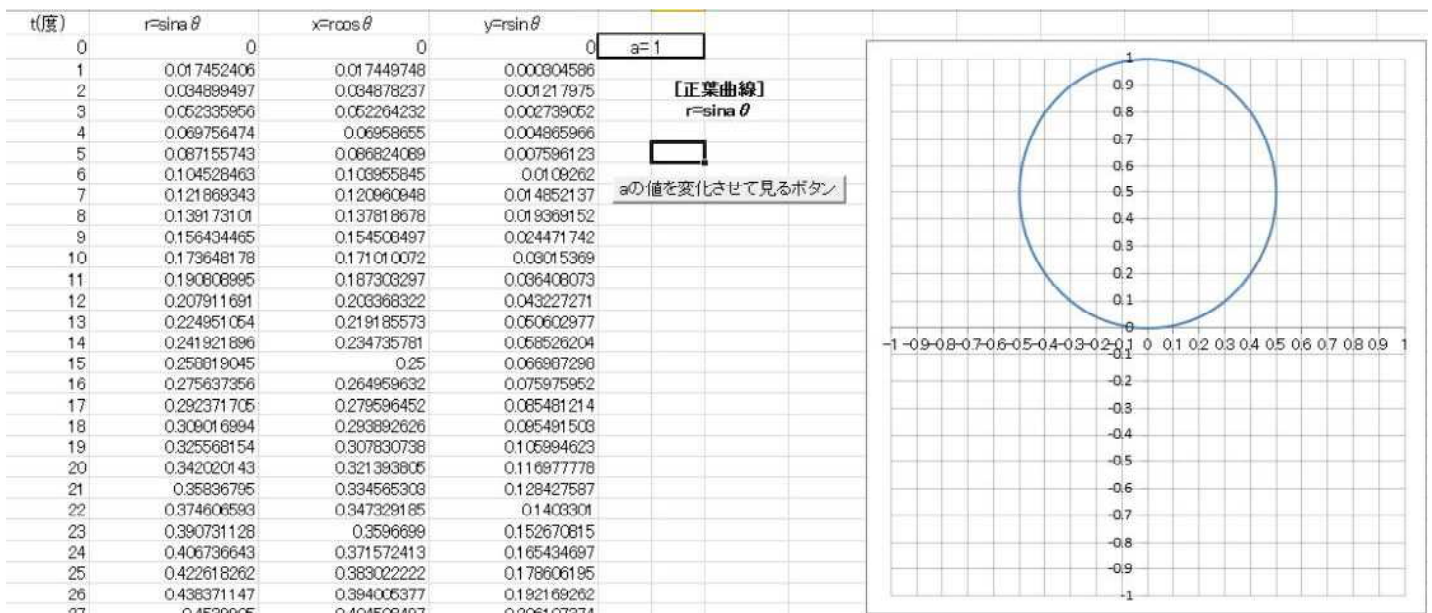 t(度) r=sina θ x=rcos θ y=rsin θ
0 0 0 0 a= 1
1 0.017452406 0.017449748 0.000304586
2 0.034899497 0.034878237 0.001217975 [正葉曲線]
3 0.052335956 0.052264232 0.002739052 r=sina θ
4 0.069756474 0.06958655 0.004865966
5 0.087155743 0.086824089 0.007596123
6 0.104528463 0.103955845 0.0109262
7 0.121869343 0.120960948 0.014852137 aの値を変化させて見るボタン
8 0.139173101 0.137818678 0.019369152
9 0.156434465 0.154508497 0.024471742
10 0.173648178 0.171010072 0.03015369
11 0.190808995 0.187303297 0.036408073
12 0.207911691 0.203368322 0.043227271
13 0.224951054 0.219185573 0.050602977
14 0.241921896 0.234735781 0.058526204
15 0.258819045 0.25 0.066987298
16 0.275637356 0.264959632 0.075975952
17 0.292371705 0.279596452 0.085481214
18 0.309016994 0.293892626 0.095491503
19 0.325568154 0.307830738 0.105994623
20 0.342020143 0.321393805 0.116977778
21 0.35836795 0.334565303 0.128427587
22 0.374606593 0.347329185 0.1403301
23 0.390731128 0.3596699 0.152670815
24 0.406736643 0.371572413 0.165434697
25 0.422618262 0.383022222 0.178606195
26 0.438371147 0.394005377 0.192169262
1
0.9
0.8
0.7
0.6
0.5
0.4
0.3
0.2
0.1
0
-1 -0.9 -0.8 -0.7 -0.6 -0.5 -0.4 -0.3 -0.2 -0.1 0 0.1 0.2 0.3 0.4 0.5 0.6 0.7 0.8 0.9 1
-0.2
-0.3
-0.4
-0.5
-0.6
-0.7
-0.8
-0.9
-1